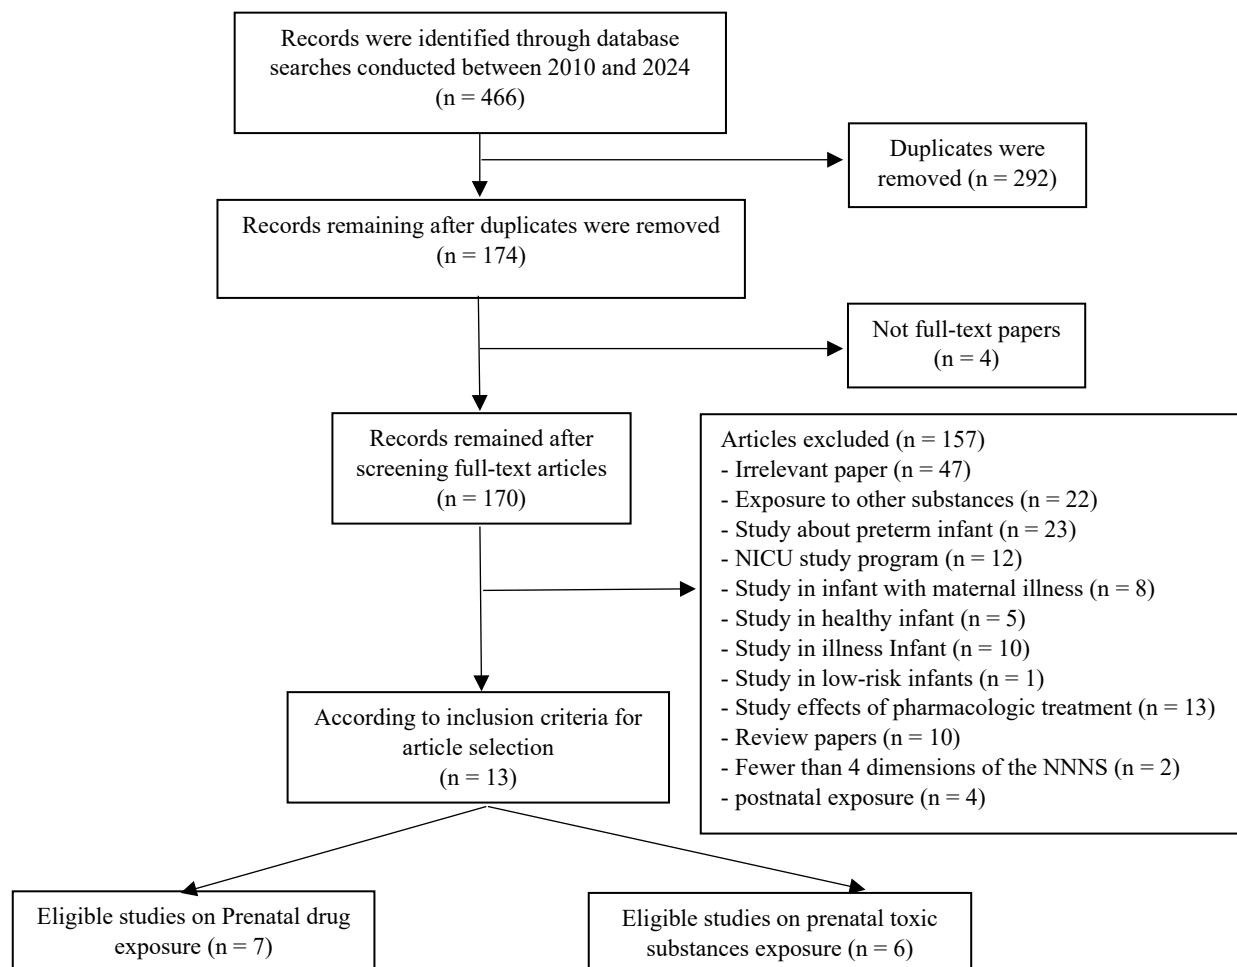 Records were identified through database
searches conducted between 2010 and 2024
(n = 466)
Duplicates were
removed (n = 292)
Records remaining after duplicates were removed
(n = 174)
Not full-text papers
(n = 4)
Records remained after
screening full-text articles
(n = 170)
Articles excluded (n = 157)
- Irrelevant paper (n = 47)
- Exposure to other substances (n = 22)
- Study about preterm infant (n = 23)
- NICU study program (n = 12)
- Study in infant with maternal illness (n = 8)
- Study in healthy infant (n = 5)
- Study in illness Infant (n = 10)
- Study in low-risk infants (n = 1)
- Study effects of pharmacologic treatment (n = 13)
- Review papers (n = 10)
- Fewer than 4 dimensions of the NNNS (n = 2)
- postnatal exposure (n = 4)
According to inclusion criteria for
article selection
(n = 13)
Eligible studies on Prenatal drug
exposure (n = 7)
Eligible studies on prenatal toxic
substances exposure (n = 6)